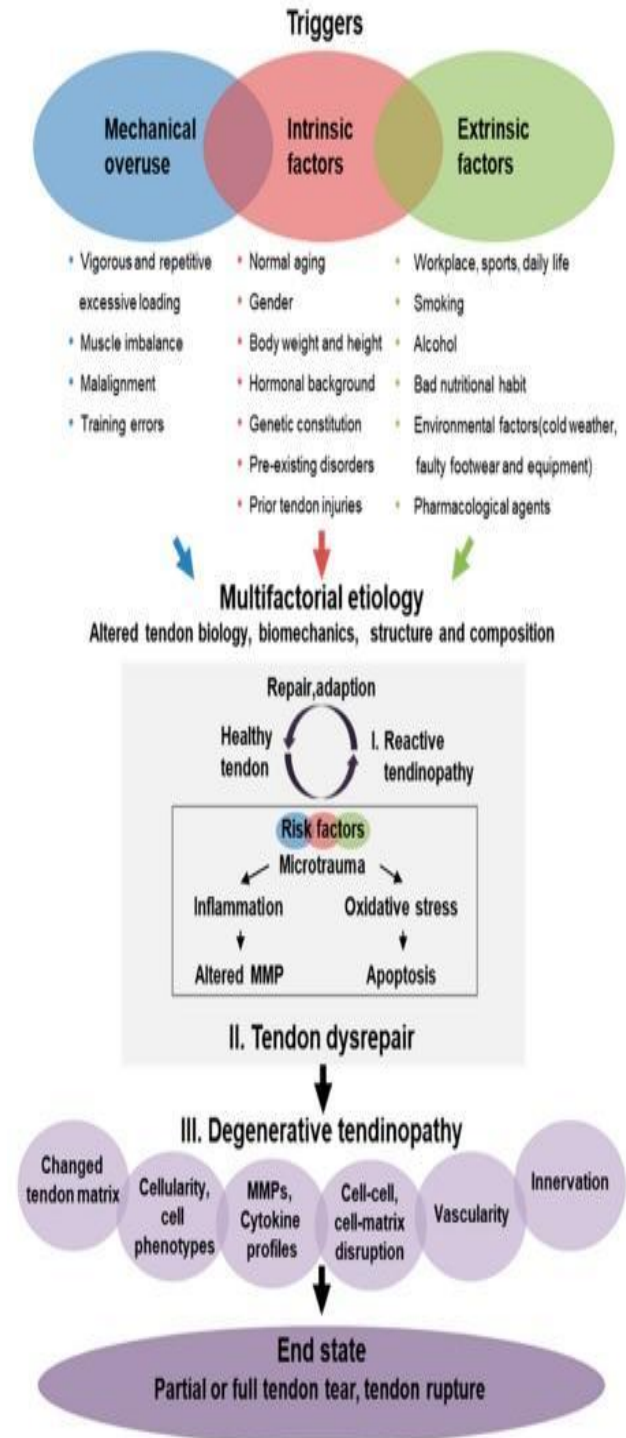 Triggers
Mechanical
overuse
Intrinsic
factors
Extrinsic
factors
• Vigorous and repetitive
excessive loading
• Muscle imbalance
• Malalignment
• Training errors
• Normal aging
• Gender
• Body weight and height
• Hormonal background
• Genetic constitution
• Pre-existing disorders
• Prior tendon injuries
• Workplace, sports, daily life
• Smoking
• Alcohol
• Bad nutritional habit
• Environmental factors(cold weather,
faulty footwear and equipment)
• Pharmacological agents
Multifactorial etiology
Altered tendon biology, biomechanics, structure and composition
Repair,adaption
Healthy
tendon
I. Reactive
tendinopathy
Risk factors
Microtrauma
Inflammation
Oxidative stress
Altered MMP
Apoptosis
II. Tendon dysrepair
III. Degenerative tendinopathy
Changed
tendon matrix
Cellularity,
cell
phenotypes
MMPs,
Cytokine
profiles
Cell-cell,
cell-matrix
disruption
Vascularity
Innervation
End state
Partial or full tendon tear, tendon rupture